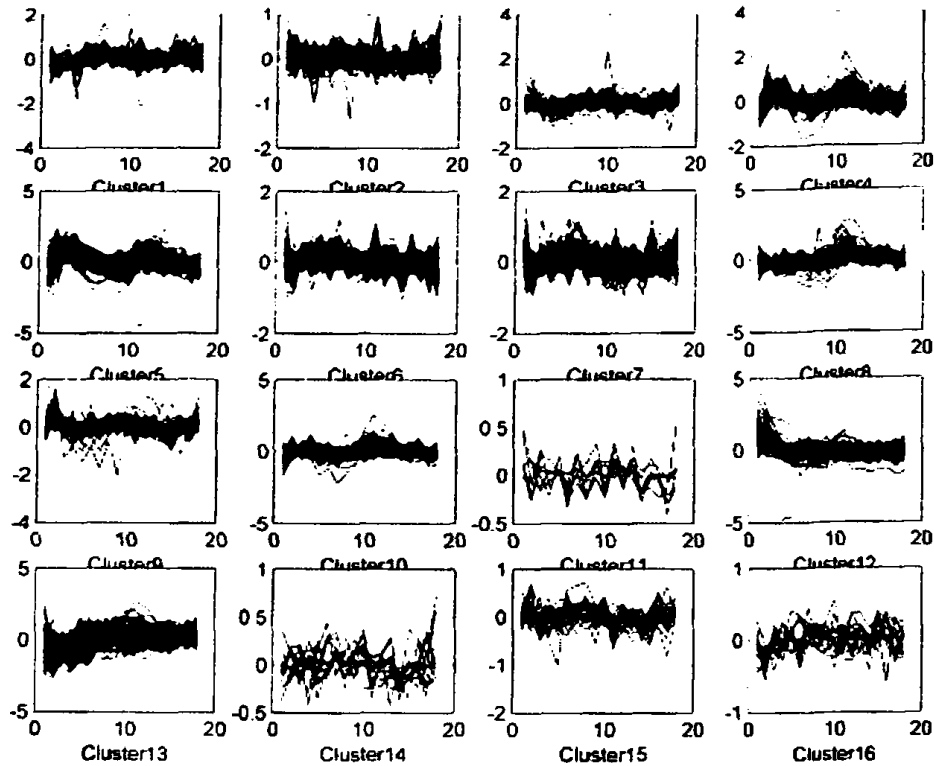 2 1 4 4
0 0 2 2
-2 -1 0 0
-4 -2 -2 -2
0 10 20 0 10 20 0 10 20 0 10 20
Cluster1 Cluster2 Cluster3 Cluster4
5 2 2 5
0 0 0 0
-5 -2 -2 -5
0 10 20 0 10 20 0 10 20 0 10 20
Cluster5 Cluster6 Cluster7 Cluster8
2 5 1 5
0 0 0 5 0
-2 0
-4 -5 -0.5 -5
0 10 20 0 10 20 0 10 20 0 10 20
Cluster9 Cluster10 Cluster11 Cluster12
5 1 1 1
0 0.5 0 0
0 -1
-5 -0.5 -2 -1
0 10 20 0 10 20 0 10 20 0 10 20
Cluster13 Cluster14 Cluster15 Cluster16